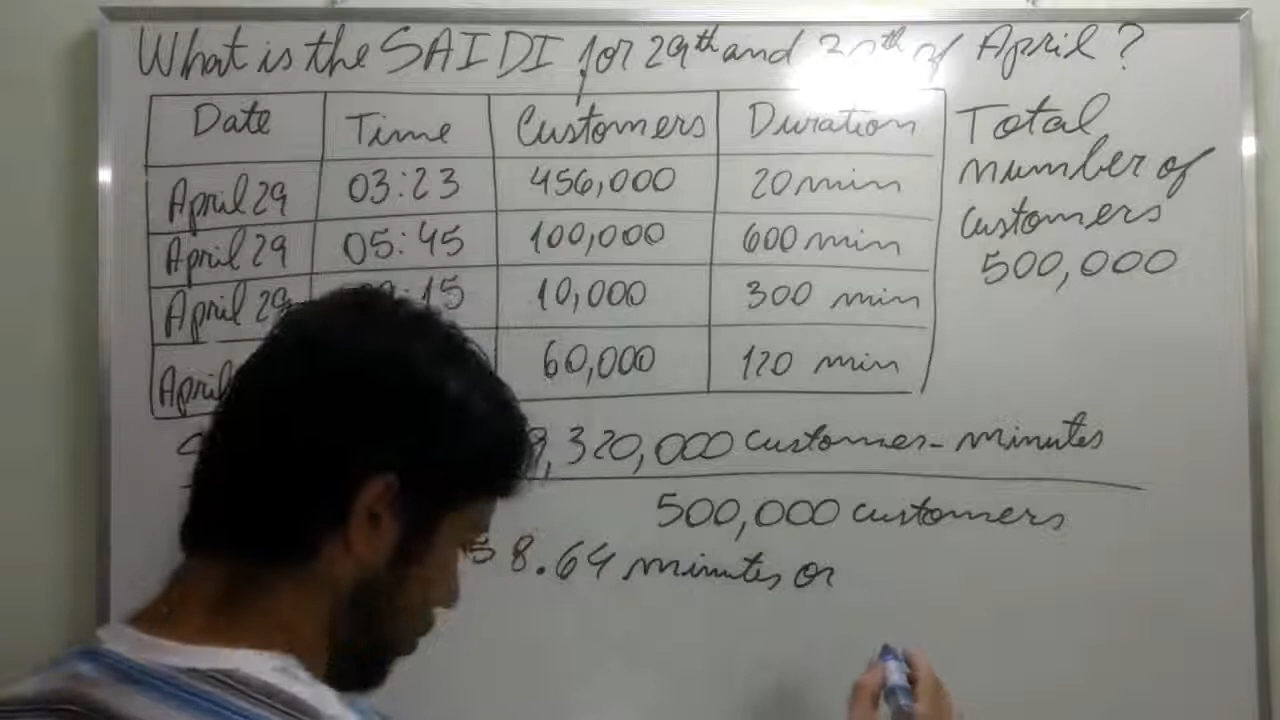 What is the SAIDI for 29th and 30th of April?
Date Time Customers Duration
April 29 03:23 456,000 20 min
April 29 05:45 100,000 600 min
April 29 :15 10,000 300 min
April 60,000 120 min
Total
number of
customers
500,000
9,320,000 customer-minutes
500,000 customers
58.64 minutes or